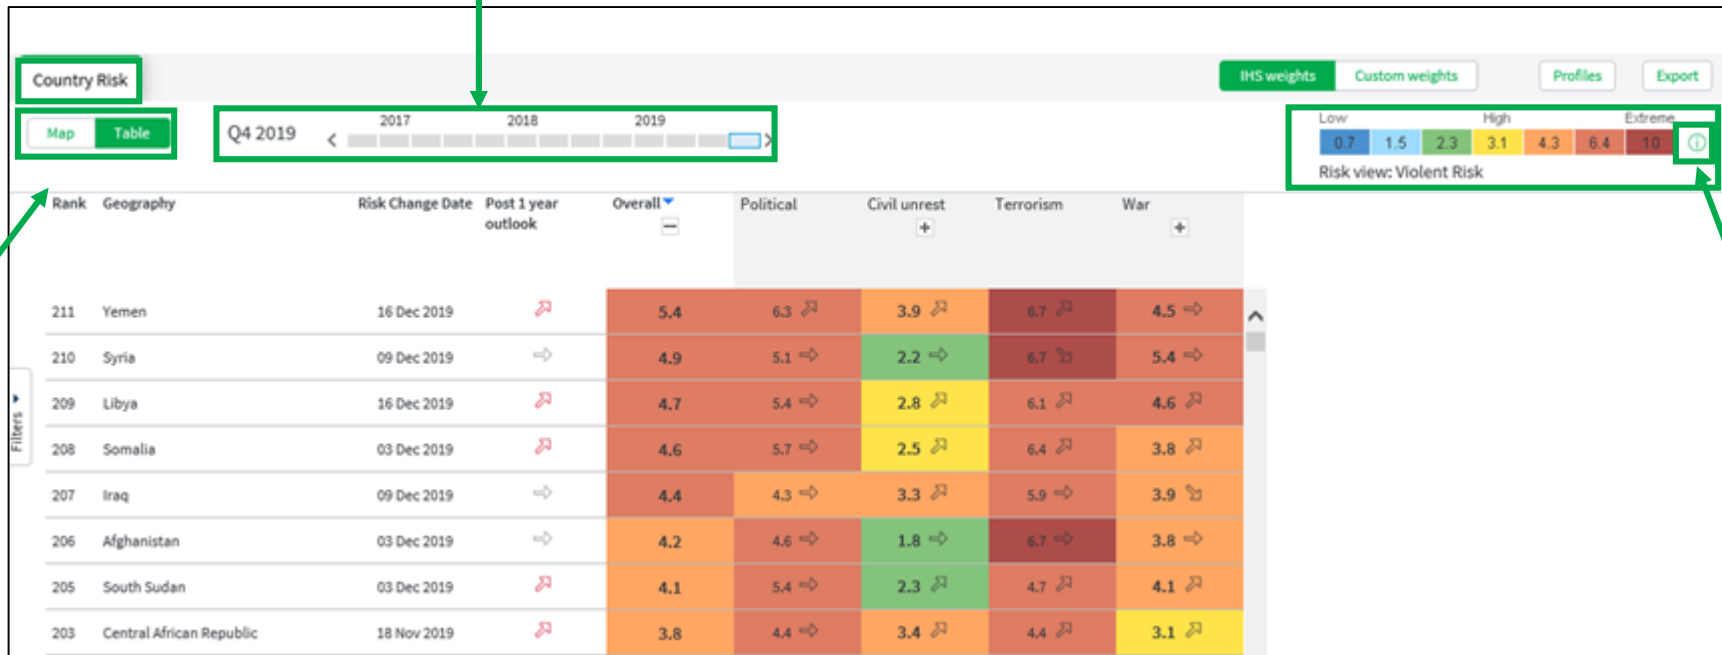 Country Risk IHS weights Custom weights Profiles Export
Map Table Q4 2019 2017 2018 2019 Low High Extreme
0.7 1.5 2.3 3.1 4.3 6.4 10
Risk view: Violent Risk
Rank Geography Risk Change Date Post 1 year outlook Overall Political Civil unrest Terrorism War
211 Yemen 16 Dec 2019 5.4 6.3 3.9 6.7 4.5
210 Syria 09 Dec 2019 4.9 5.1 2.2 6.7 5.4
209 Libya 16 Dec 2019 4.7 5.4 2.8 6.1 4.6
208 Somalia 03 Dec 2019 4.6 5.7 2.5 6.4 3.8
207 Iraq 09 Dec 2019 4.4 4.3 3.3 5.9 3.9
206 Afghanistan 03 Dec 2019 4.2 4.6 1.8 6.7 3.8
205 South Sudan 03 Dec 2019 4.1 5.4 2.3 4.7 4.1
203 Central African Republic 18 Nov 2019 3.8 4.4 3.4 4.4 3.1
Filters